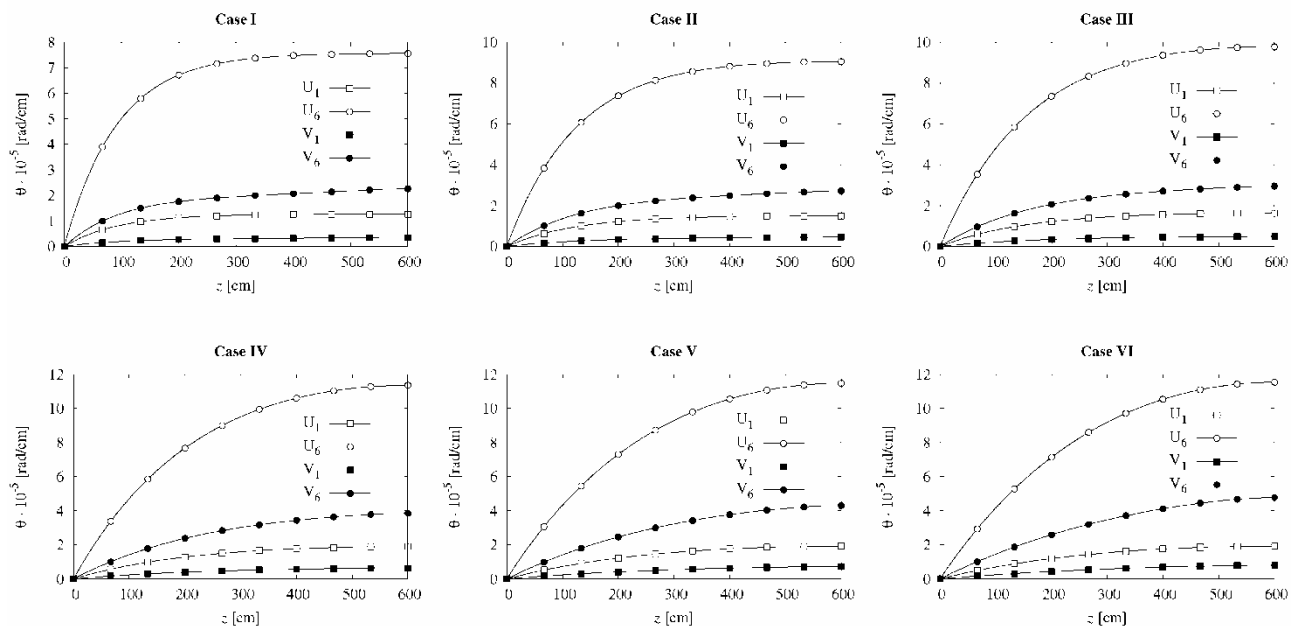 Case I
8
7
6
5
4
3
2
1
0
θ · 10-5 [rad/cm]
U1
U6
V1
V6
0 100 200 300 400 500 600
z [cm]
Case II
10
8
6
4
2
0
θ · 10-5 [rad/cm]
U1
U6
V1
V6
0 100 200 300 400 500 600
z [cm]
Case III
10
8
6
4
2
0
θ · 10-5 [rad/cm]
U1
U6
V1
V6
0 100 200 300 400 500 600
z [cm]
Case IV
12
10
8
6
4
2
0
θ · 10-5 [rad/cm]
U1
U6
V1
V6
0 100 200 300 400 500 600
z [cm]
Case V
12
10
8
6
4
2
0
θ · 10-5 [rad/cm]
U1
U6
V1
V6
0 100 200 300 400 500 600
z [cm]
Case VI
12
10
8
6
4
2
0
θ · 10-5 [rad/cm]
U1
U6
V1
V6
0 100 200 300 400 500 600
z [cm]